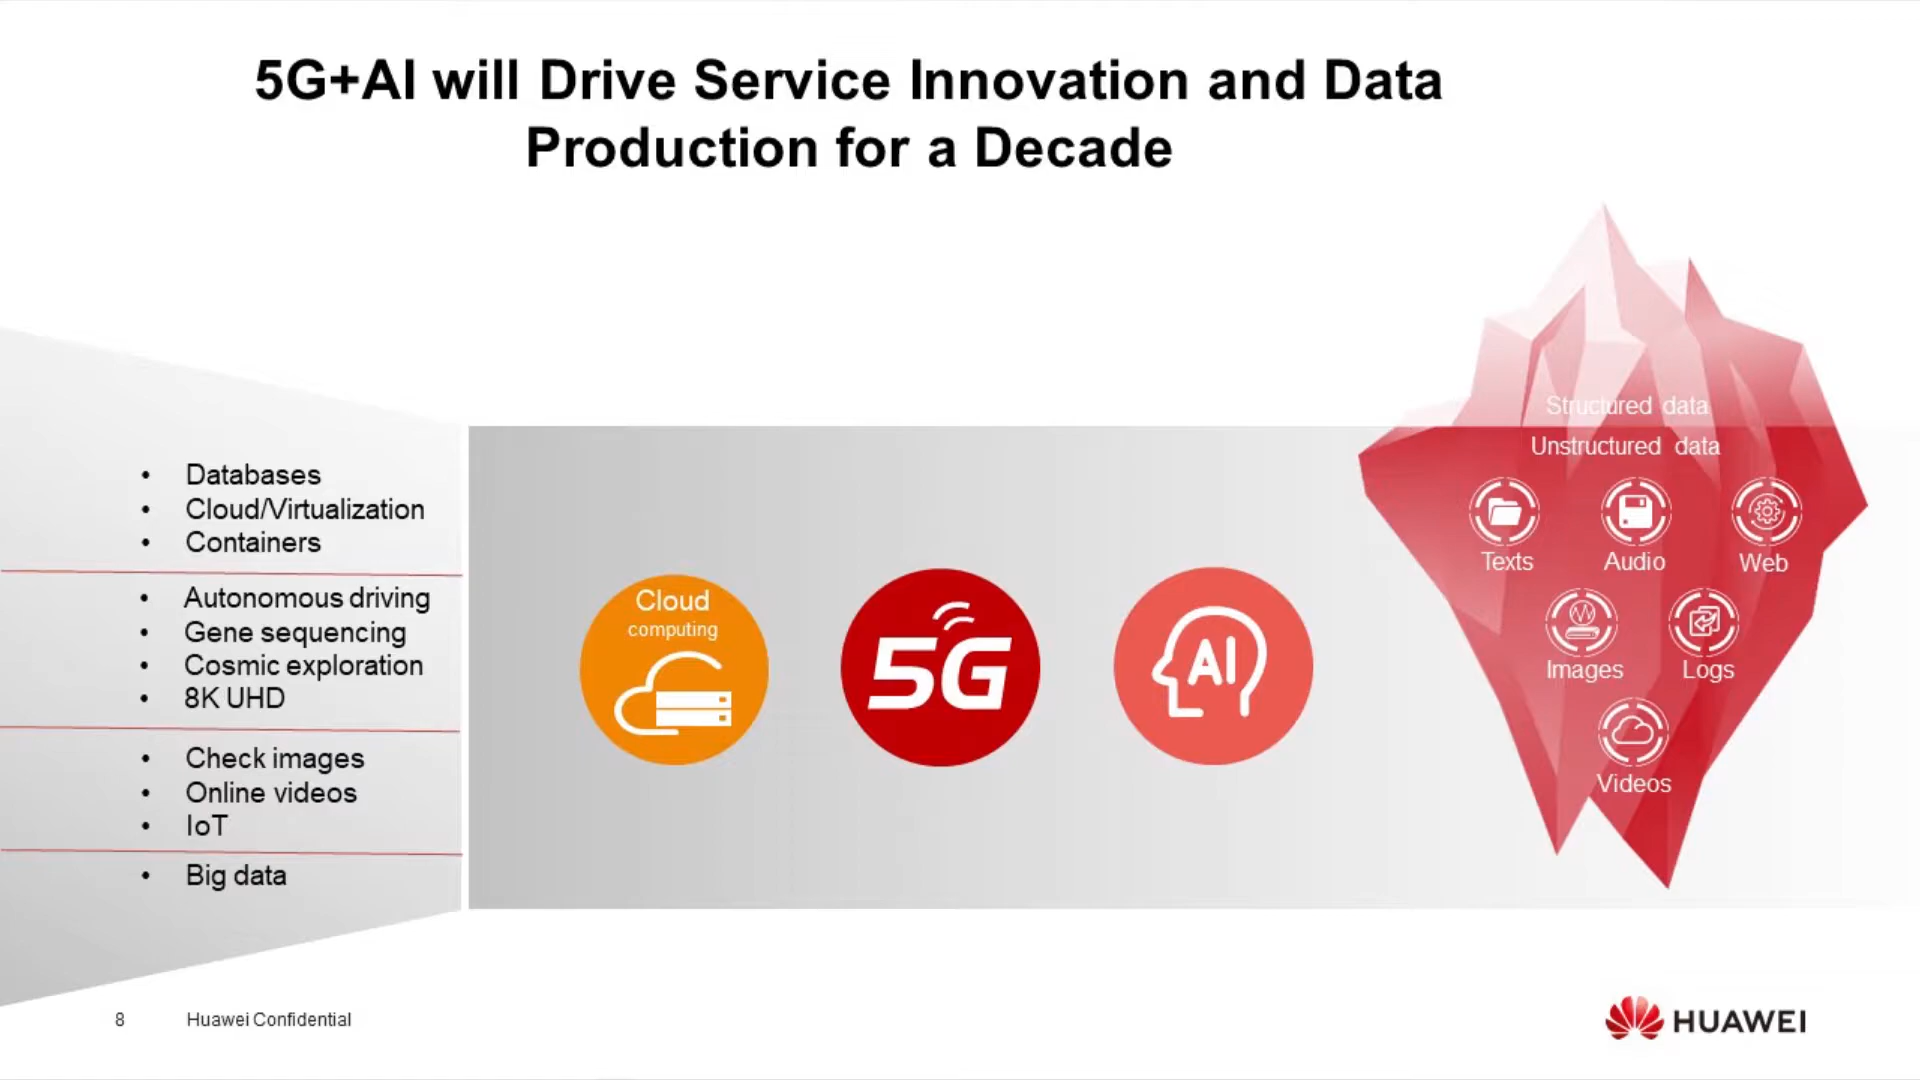 5G+AI will Drive Service Innovation and Data
Production for a Decade
• Databases
• Cloud/Virtualization
• Containers
• Autonomous driving
• Gene sequencing
• Cosmic exploration
• 8K UHD
• Check images
• Online videos
• IoT
• Big data
Cloud
computing
5G
AI
Structured data
Unstructured data
Texts
Audio
Web
Images
Logs
Videos
8
Huawei Confidential
HUAWEI